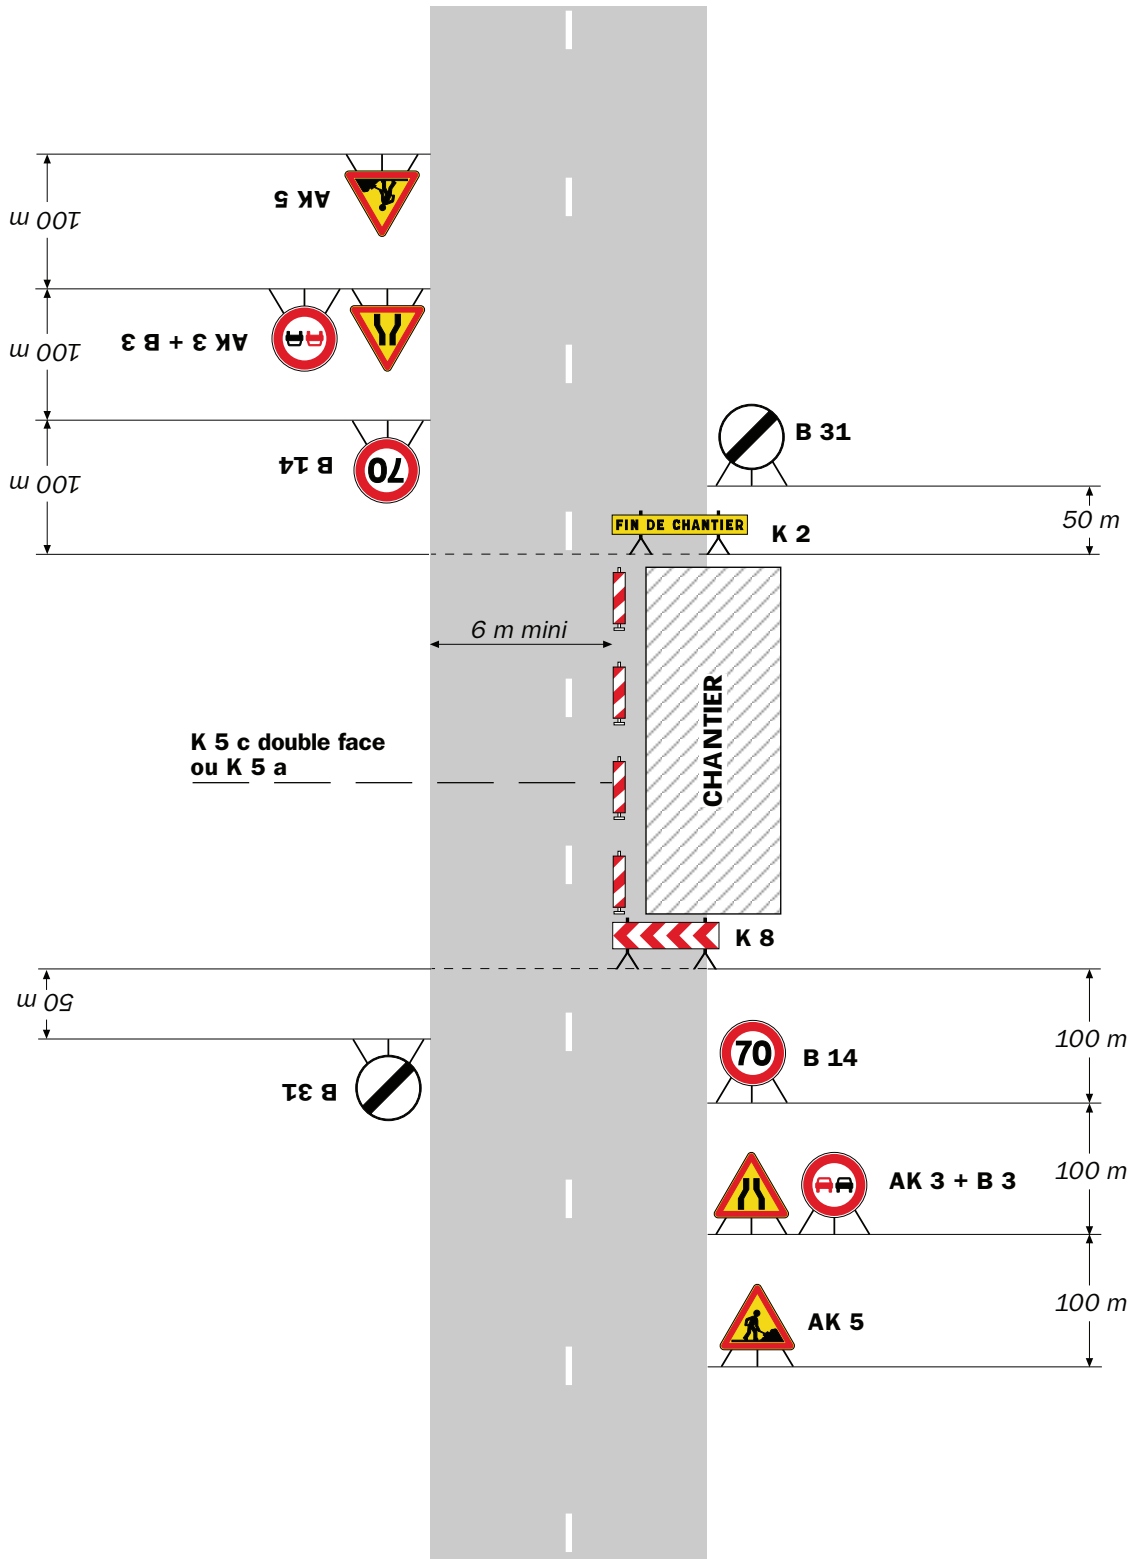 AK 5
100 m
AK 3 + B 3
100 m
B 14
70
100 m
B 31
50 m
FIN DE CHANTIER
K 2
6 m mini
CHANTIER
K 5 c double face
ou K 5 a
K 8
50 m
B 31
70
B 14
100 m
AK 3 + B 3
100 m
AK 5
100 m